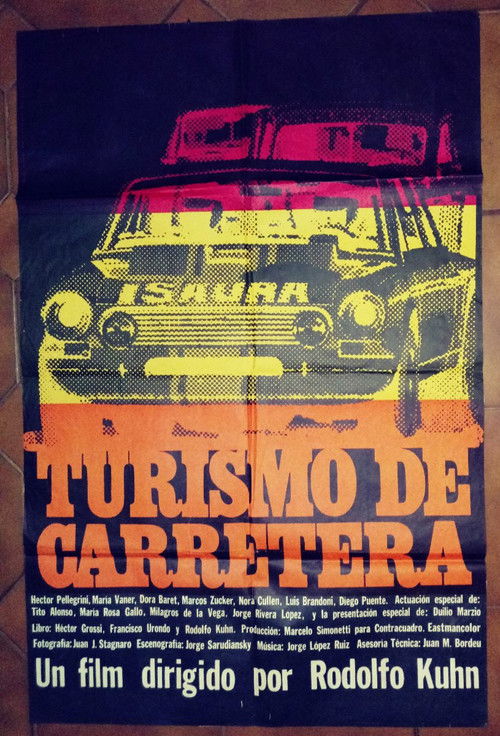 ISAURA
TURISMO DE
CARRETERA
Hector Pellegrini, María Vaner, Dora Baret, Marcos Zucker, Nora Cullen, Luis Brandoni, Diego Puente. Actuación especial de:
Tito Alonso, María Rosa Gallo, Milagros de la Vega, Jorge Rivera Lopez, y la presentación especial de: Duilio Marzio
Libro: Héctor Grossi, Francisco Urondo y Rodolfo Kuhn. Producción: Marcelo Simonetti para Contracuadro. Eastmancolor
Fotografía: Juan J. Stagnaro Escenografía: Jorge Sarudiansky Música: Jorge López Ruiz Asesoria Técnica: Juan M. Bordeu
Un film dirigido por Rodolfo Kuhn